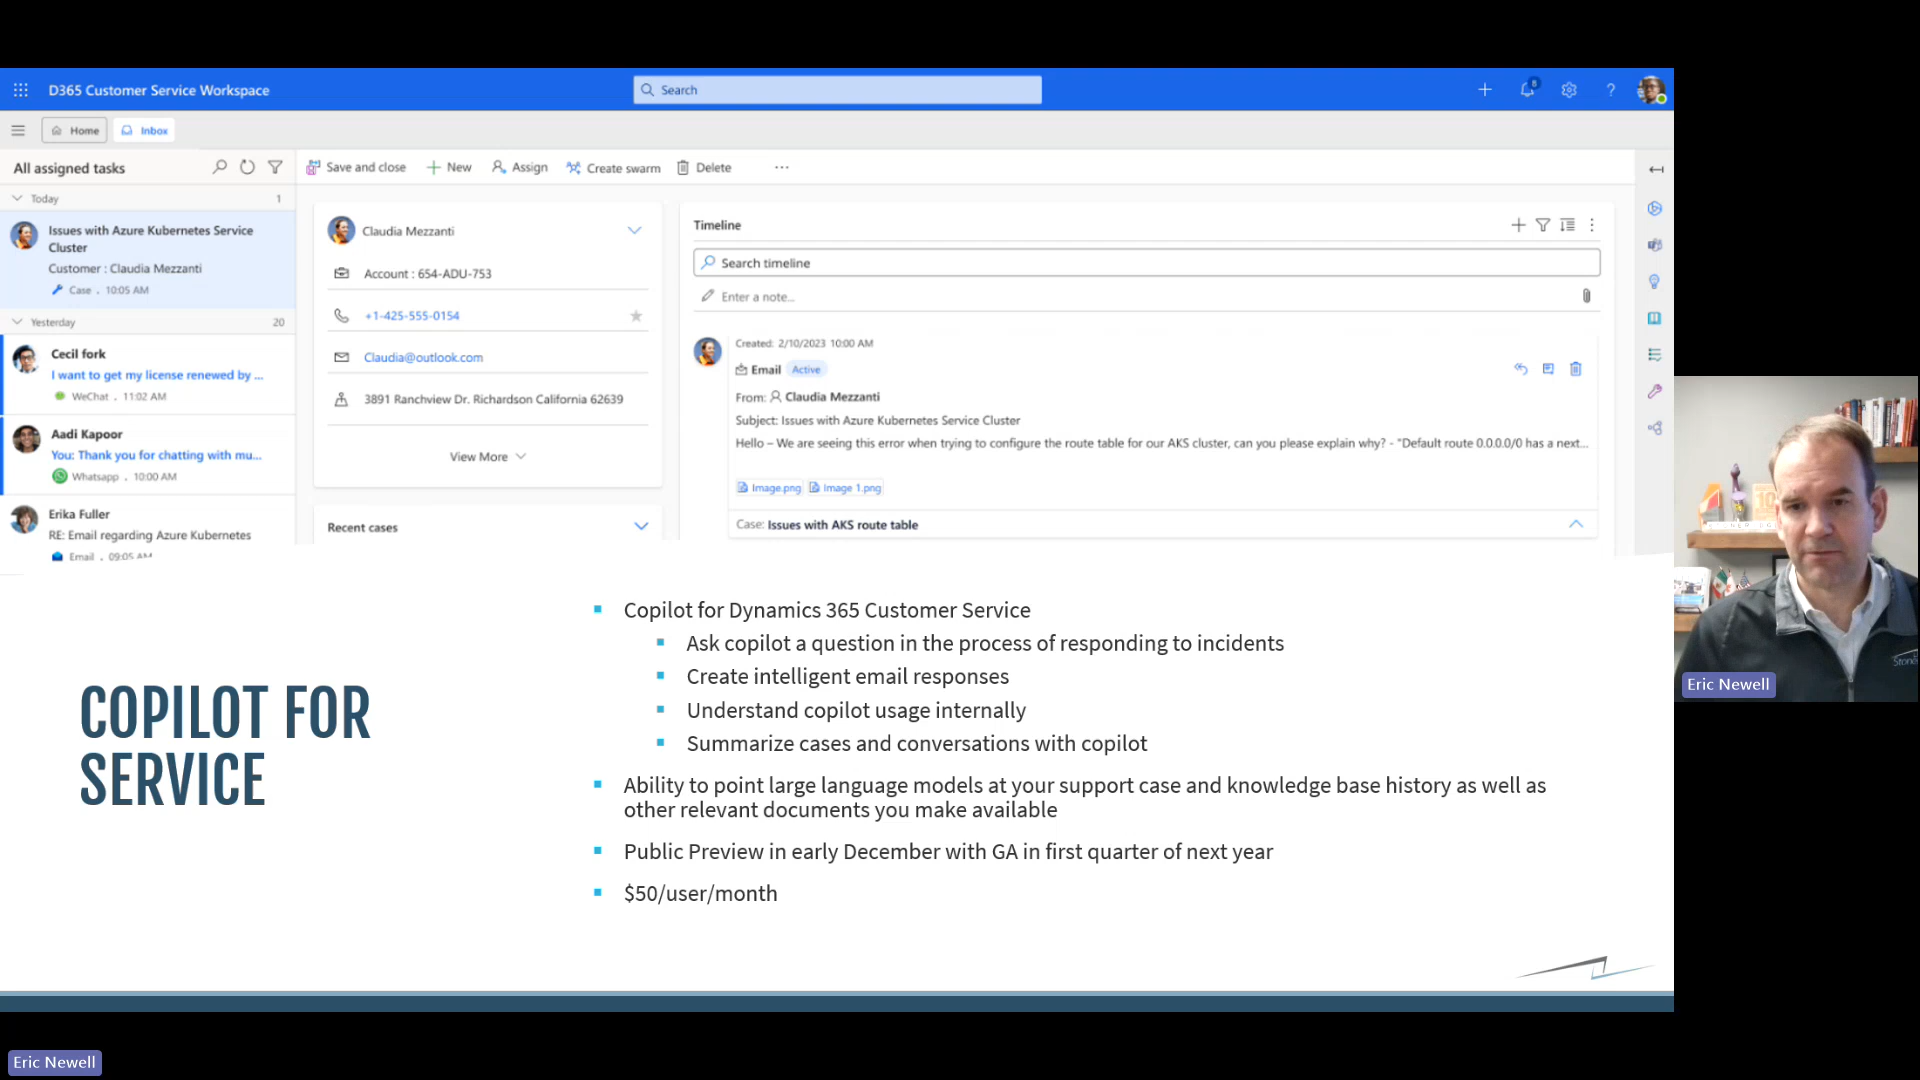 D365 Customer Service Workspace
Search
8
?
Home
Inbox
All assigned tasks
Save and close
New
Assign
Create swarm
Delete
...
Today
1
Issues with Azure Kubernetes Service
Cluster
Customer : Claudia Mezzanti
Case . 10:05 AM
Yesterday
20
Cecil fork
I want to get my license renewed by ...
WeChat . 11:02 AM
Aadi Kapoor
You: Thank you for chatting with mu...
Whatsapp . 10:00 AM
Erika Fuller
RE: Email regarding Azure Kubernetes
Email . 09:05 AM
Claudia Mezzanti
Account : 654-ADU-753
+1-425-555-0154
Claudia@outlook.com
3891 Ranchview Dr. Richardson California 62639
View More
Recent cases
Timeline
Search timeline
Enter a note...
Created: 2/10/2023 10:00 AM
Email Active
From: Claudia Mezzanti
Subject: Issues with Azure Kubernetes Service Cluster
Hello – We are seeing this error when trying to configure the route table for our AKS cluster, can you please explain why? - "Default route 0.0.0.0/0 has a next...
Image.png Image 1.png
Case: Issues with AKS route table
COPILOT FOR
SERVICE
Copilot for Dynamics 365 Customer Service
Ask copilot a question in the process of responding to incidents
Create intelligent email responses
Understand copilot usage internally
Summarize cases and conversations with copilot
Ability to point large language models at your support case and knowledge base history as well as
other relevant documents you make available
Public Preview in early December with GA in first quarter of next year
$50/user/month
Eric Newell
Eric Newell